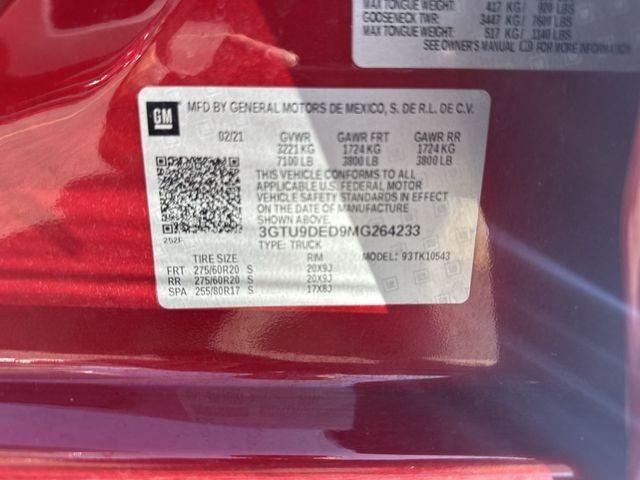 MAX TONGUE WEIGHT: 417 KG/ 920 LBS
GOOSENECK TWR: 3447 KG/ 7600 LBS
MAX TONGUE WEIGHT: 517 KG/ 1140 LBS
SEE OWNER'S MANUAL FOR MORE INFORMATION
GM
MFD BY GENERAL MOTORS DE MEXICO, S. DE R.L. DE C.V.
02/21 GVWR GAWR FRT GAWR RR
3221 KG 1724 KG 1724 KG
7100 LB 3800 LB 3800 LB
THIS VEHICLE CONFORMS TO ALL
APPLICABLE U.S. FEDERAL MOTOR
VEHICLE SAFETY STANDARDS IN
EFFECT ON THE DATE OF MANUFACTURE
SHOWN ABOVE.
3GTU9DED9MG264233
252F TYPE: TRUCK
TIRE SIZE RIM MODEL: 93TK10543
FRT 275/60R20 S 20X9J
RR 275/60R20 S 20X9J
SPA 255/80R17 S 17X8J